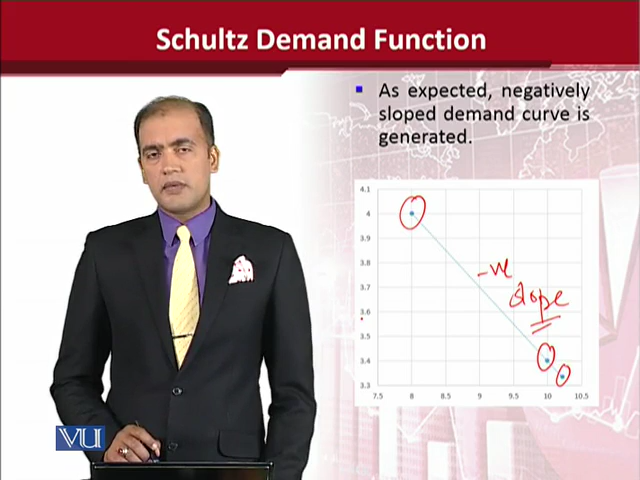 Schultz Demand Function
As expected, negatively
sloped demand curve is
generated.
4.1
4
3.9
3.8
3.7
3.6
3.5
3.4
3.3
7.5 8 8.5 9 9.5 10 10.5
-ve
slope
VU